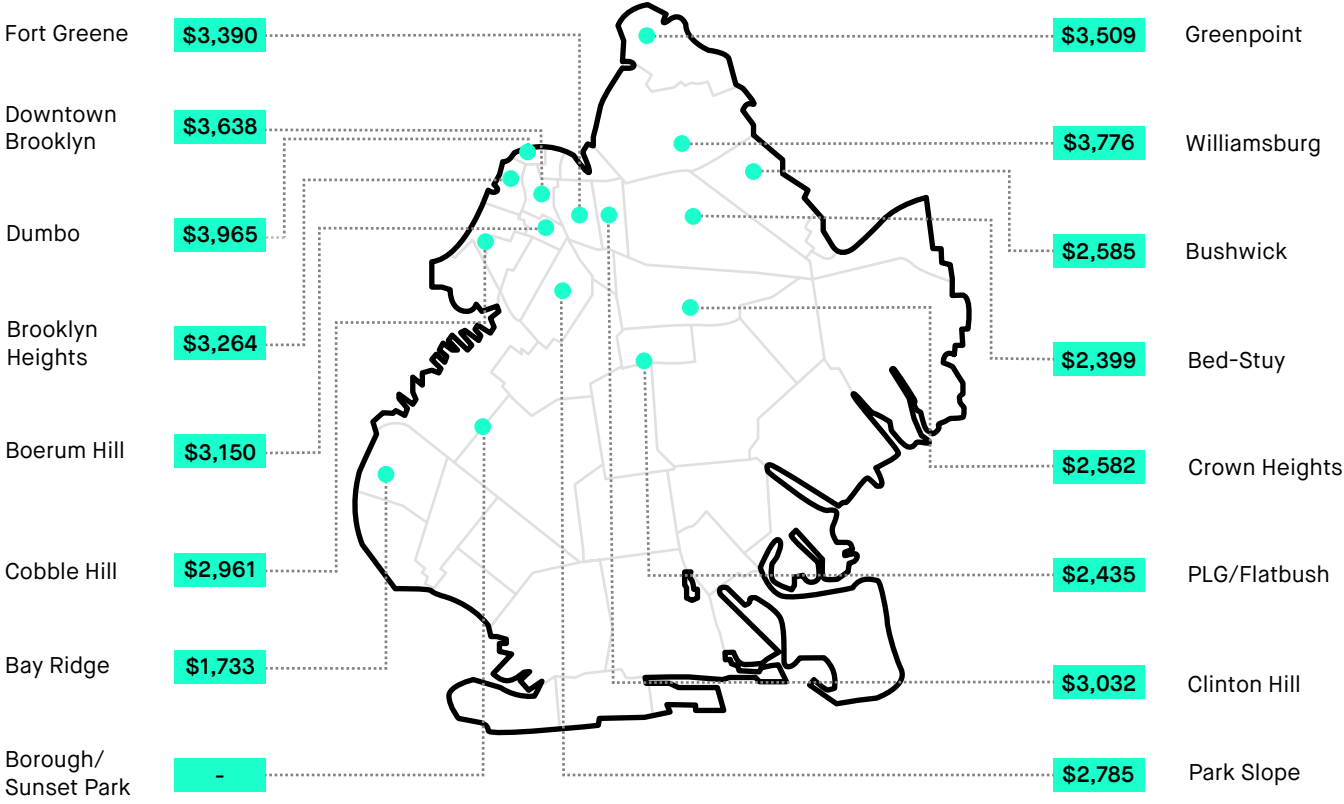 Fort Greene
$3,390
Downtown
Brooklyn
$3,638
Dumbo
$3,965
Brooklyn
Heights
$3,264
Boerum Hill
$3,150
Cobble Hill
$2,961
Bay Ridge
$1,733
Borough/
Sunset Park
-
$3,509
Greenpoint
$3,776
Williamsburg
$2,585
Bushwick
$2,399
Bed-Stuy
$2,582
Crown Heights
$2,435
PLG/Flatbush
$3,032
Clinton Hill
$2,785
Park Slope